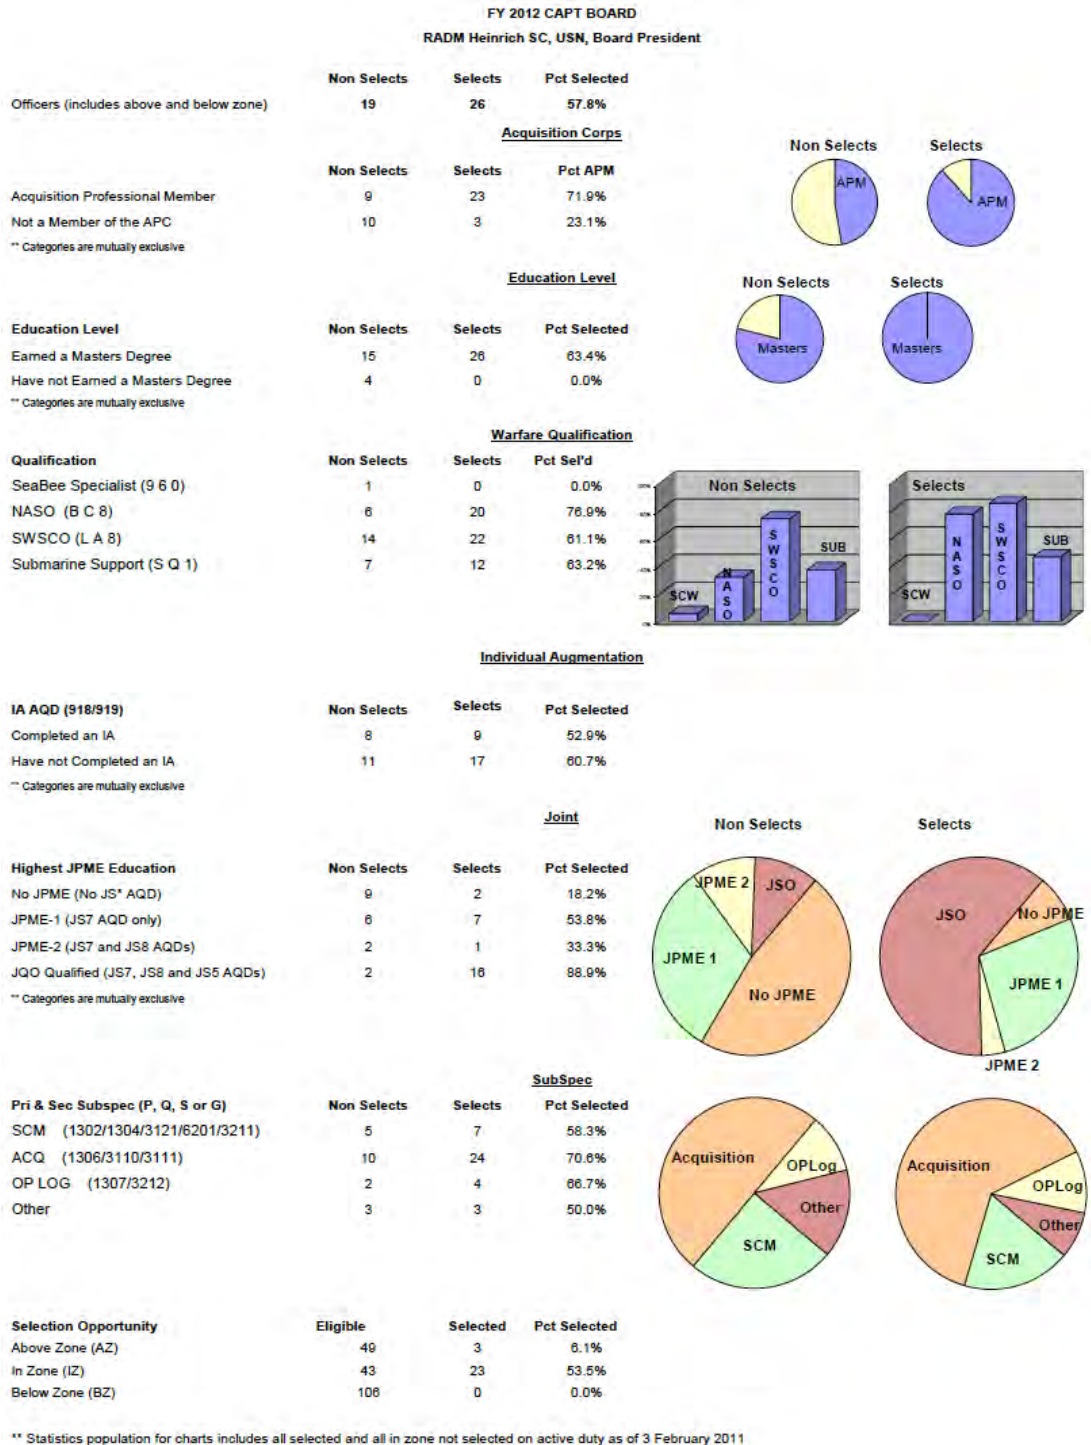 FY 2012 CAPT BOARD
RADM Heinrich SC, USN, Board President
Non Selects Selects Pct Selected
Officers (includes above and below zone) 19 26 57.8%
Acquisition Corps
Non Selects Selects Pct APM
Acquisition Professional Member 9 23 71.9%
Not a Member of the APC 10 3 23.1%
** Categories are mutually exclusive
Non Selects Selects
APM APM
Education Level
Education Level Non Selects Selects Pct Selected
Earned a Masters Degree 15 26 63.4%
Have not Earned a Masters Degree 4 0 0.0%
** Categories are mutually exclusive
Non Selects Selects
Masters Masters
Warfare Qualification
Qualification Non Selects Selects Pct Sel'd
SeaBee Specialist (9 6 0) 1 0 0.0%
NASO (B C 8) 6 20 76.9%
SWSCO (L A 8) 14 22 61.1%
Submarine Support (S Q 1) 7 12 63.2%
Non Selects
SCW NASO SWSCO SUB
Selects
SCW NASO SWSCO SUB
Individual Augmentation
IA AQD (918/919) Non Selects Selects Pct Selected
Completed an IA 8 9 52.9%
Have not Completed an IA 11 17 60.7%
** Categories are mutually exclusive
Joint
Highest JPME Education Non Selects Selects Pct Selected
No JPME (No JS* AQD) 9 2 18.2%
JPME-1 (JS7 AQD only) 6 7 53.8%
JPME-2 (JS7 and JS8 AQDs) 2 1 33.3%
JQO Qualified (JS7, JS8 and JS5 AQDs) 2 16 88.9%
** Categories are mutually exclusive
Non Selects
JPME 2 JSO
JPME 1
No JPME
Selects
JSO No JPME
JPME 1
JPME 2
SubSpec
Pri & Sec Subspec (P, Q, S or G) Non Selects Selects Pct Selected
SCM (1302/1304/3121/6201/3211) 5 7 58.3%
ACQ (1306/3110/3111) 10 24 70.6%
OP LOG (1307/3212) 2 4 66.7%
Other 3 3 50.0%
Acquisition OPLog
Other
SCM
Acquisition
OPLog
Other
SCM
Selection Opportunity Eligible Selected Pct Selected
Above Zone (AZ) 49 3 6.1%
In Zone (IZ) 43 23 53.5%
Below Zone (BZ) 106 0 0.0%
** Statistics population for charts includes all selected and all in zone not selected on active duty as of 3 February 2011